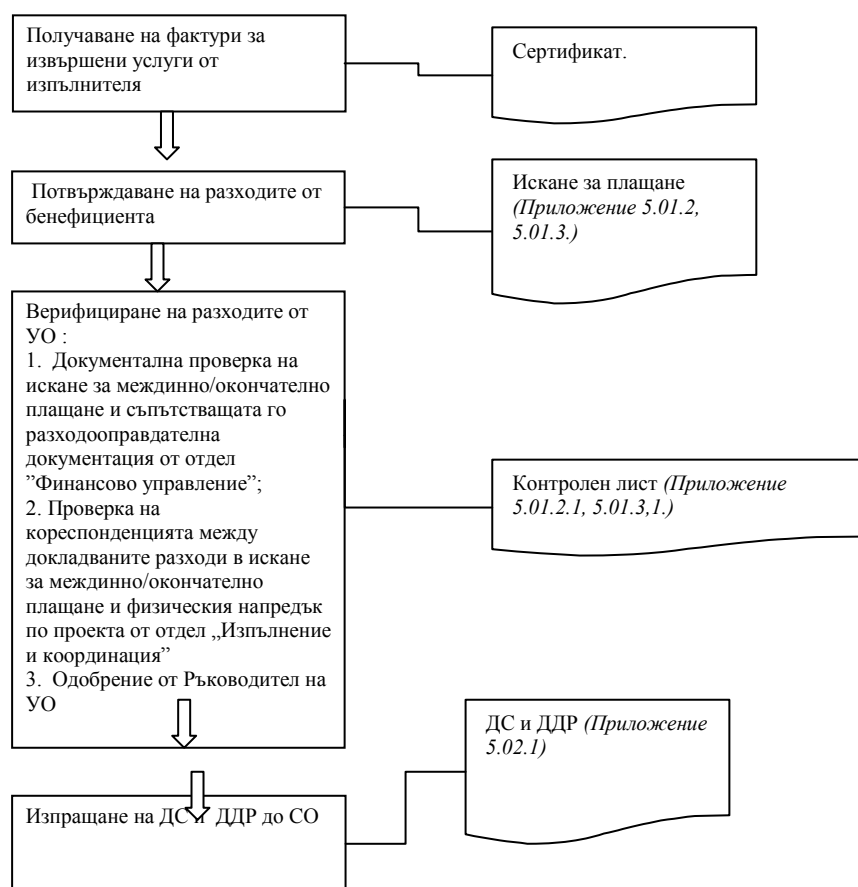 Получаване на фактури за
извършени услуги от
изпълнителя
Сертификат.
Потвърждаване на разходите от
бенефициента
Искане за плащане
(Приложение 5.01.2,
5.01.3.)
Верифициране на разходите от
УО :
1. Документална проверка на
искане за междинно/окончателно
плащане и съпътстващата го
разходооправдателна
документация от отдел
”Финансово управление”;
2. Проверка на
кореспонденцията между
докладваните разходи в искане
за междинно/окончателно
плащане и физическия напредък
по проекта от отдел „Изпълнение
и координация”
3. Одобрение от Ръководител на
УО
Контролен лист (Приложение
5.01.2.1, 5.01.3,1.)
ДС и ДДР (Приложение
5.02.1)
Изпращане на ДС и ДДР до СО